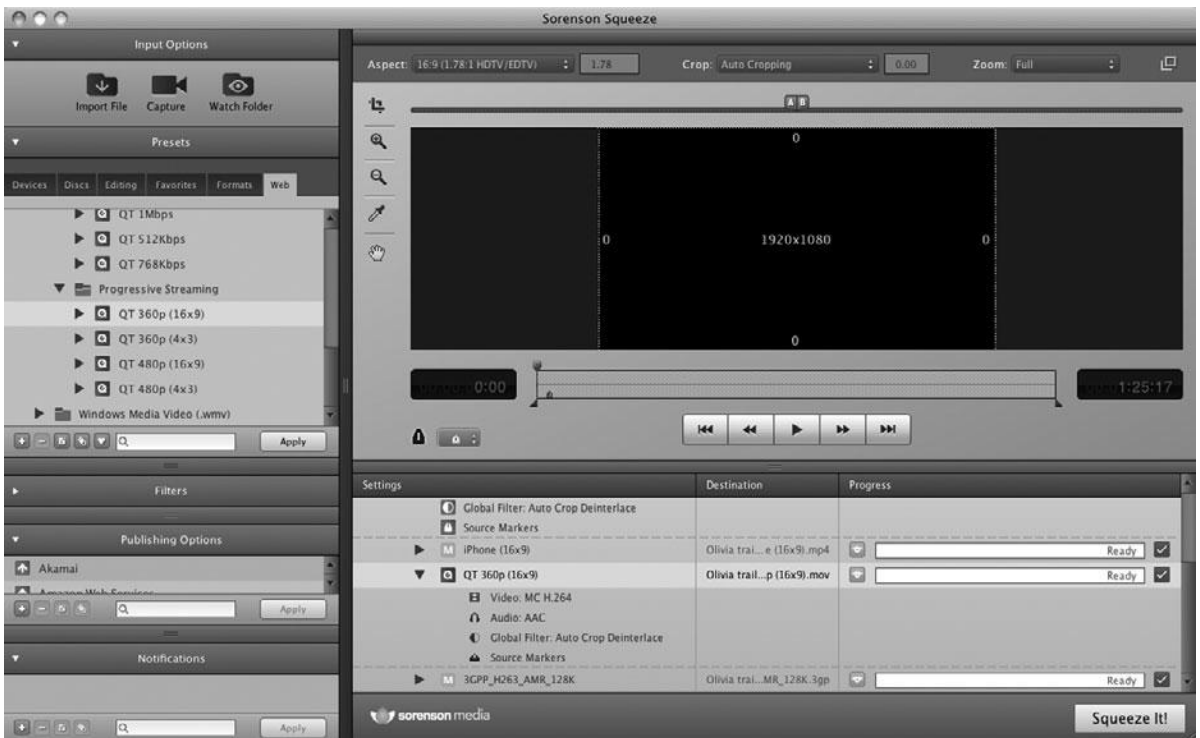 Sorenson Squeeze
Input Options
Import File Capture Watch Folder
Presets
Devices Discs Editing Favorites Formats Web
QT 1Mbps
QT 512Kbps
QT 768Kbps
Progressive Streaming
QT 360p (16x9)
QT 360p (4x3)
QT 480p (16x9)
QT 480p (4x3)
Windows Media Video (.wmv)
Apply
Filters
Publishing Options
Akamai
Amazon Web Services
Apply
Notifications
Apply
Aspect: 16:9 (1.78:1 HDTV/EDTV) 1.78 Crop: Auto Cropping 0.00 Zoom: Full
A B
0
0 1920x1080 0
0
0:00 1:25:17
Settings Destination Progress
Global Filter: Auto Crop Deinterlace
Source Markers
M iPhone (16x9) Olivia trai... e (16x9).mp4 Ready
QT 360p (16x9) Olivia trail...p (16x9).mov Ready
Video: MC H.264
Audio: AAC
Global Filter: Auto Crop Deinterlace
Source Markers
M 3GPP_H263_AMR_128K Olivia trai...MR_128K.3gp Ready
sorenson media
Squeeze It!